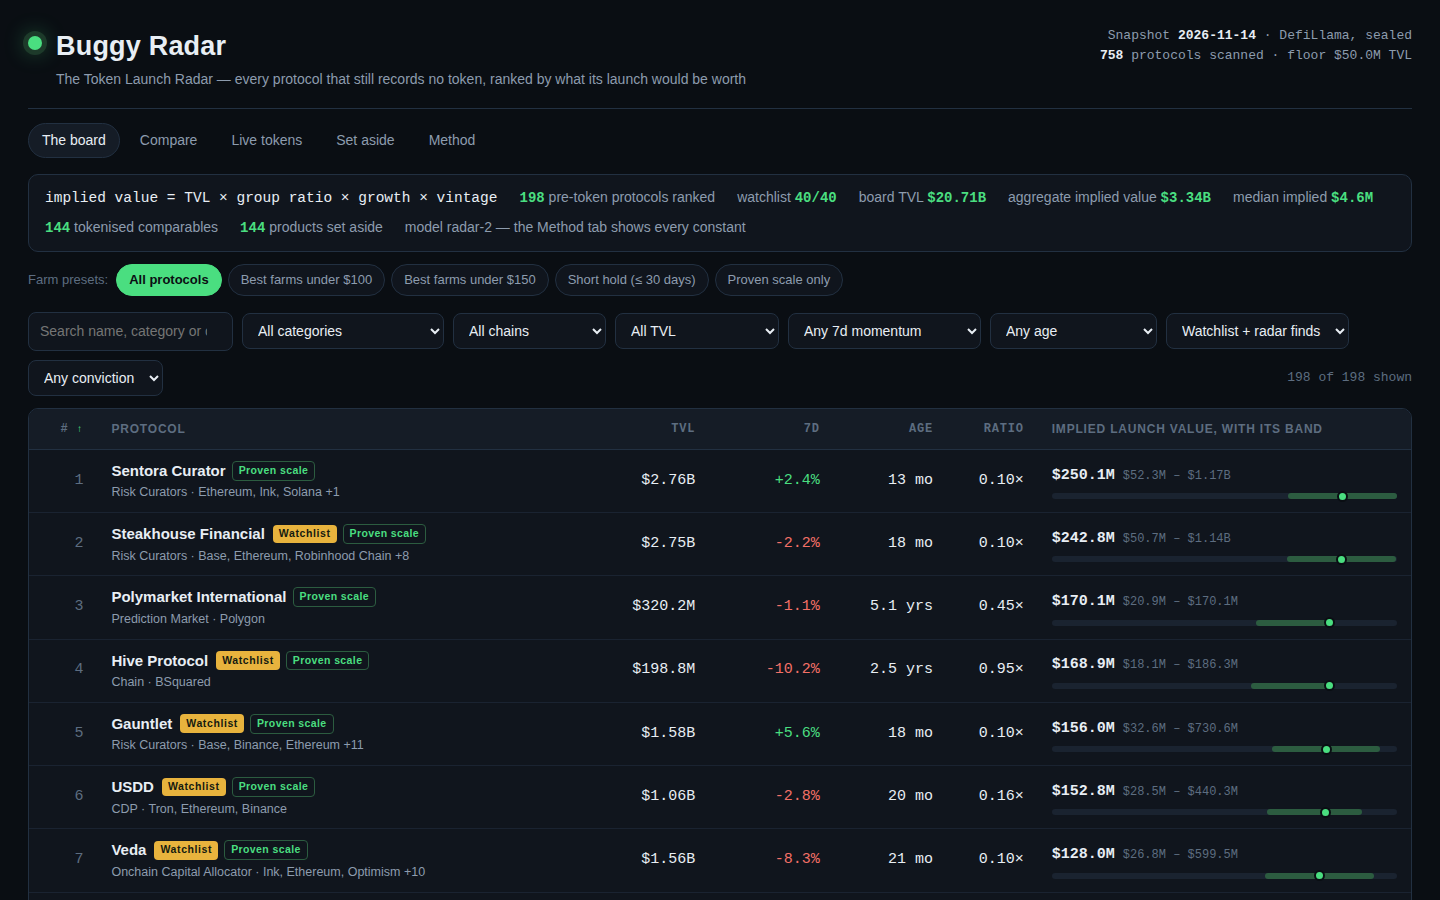 Buggy Radar
The Token Launch Radar — every protocol that still records no token, ranked by what its launch would be worth
Snapshot 2026-11-14 · DefiLlama, sealed
758 protocols scanned · floor $50.0M TVL
The board Compare Live tokens Set aside Method
implied value = TVL × group ratio × growth × vintage 198 pre-token protocols ranked watchlist 40/40 board TVL $20.71B aggregate implied value $3.34B median implied $4.6M
144 tokenised comparables 144 products set aside model radar-2 — the Method tab shows every constant
Farm presets: All protocols Best farms under $100 Best farms under $150 Short hold (≤ 30 days) Proven scale only
Search name, category or All categories All chains All TVL Any 7d momentum Any age Watchlist + radar finds
Any conviction 198 of 198 shown
# ↑ PROTOCOL TVL 7D AGE RATIO IMPLIED LAUNCH VALUE, WITH ITS BAND
1 Sentora Curator Proven scale $2.76B +2.4% 13 mo 0.10× $250.1M $52.3M – $1.17B
Risk Curators · Ethereum, Ink, Solana +1
2 Steakhouse Financial Watchlist Proven scale $2.75B -2.2% 18 mo 0.10× $242.8M $50.7M – $1.14B
Risk Curators · Base, Ethereum, Robinhood Chain +8
3 Polymarket International Proven scale $320.2M -1.1% 5.1 yrs 0.45× $170.1M $20.9M – $170.1M
Prediction Market · Polygon
4 Hive Protocol Watchlist Proven scale $198.8M -10.2% 2.5 yrs 0.95× $168.9M $18.1M – $186.3M
Chain · BSquared
5 Gauntlet Watchlist Proven scale $1.58B +5.6% 18 mo 0.10× $156.0M $32.6M – $730.6M
Risk Curators · Base, Binance, Ethereum +11
6 USDD Watchlist Proven scale $1.06B -2.8% 20 mo 0.16× $152.8M $28.5M – $440.3M
CDP · Tron, Ethereum, Binance
7 Veda Watchlist Proven scale $1.56B -8.3% 21 mo 0.10× $128.0M $26.8M – $599.5M
Onchain Capital Allocator · Ink, Ethereum, Optimism +10